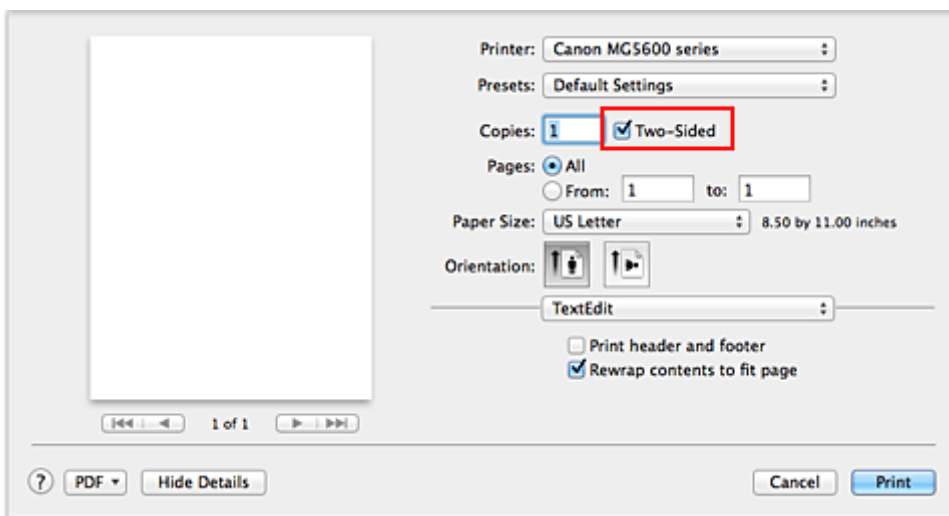 Printer: Canon MG5600 series
Presets: Default Settings
Copies: 1 Two-Sided
Pages: All
From: 1 to: 1
Paper Size: US Letter 8.50 by 11.00 inches
Orientation:
TextEdit
Print header and footer
Rewrap contents to fit page
1 of 1
? PDF Hide Details Cancel Print